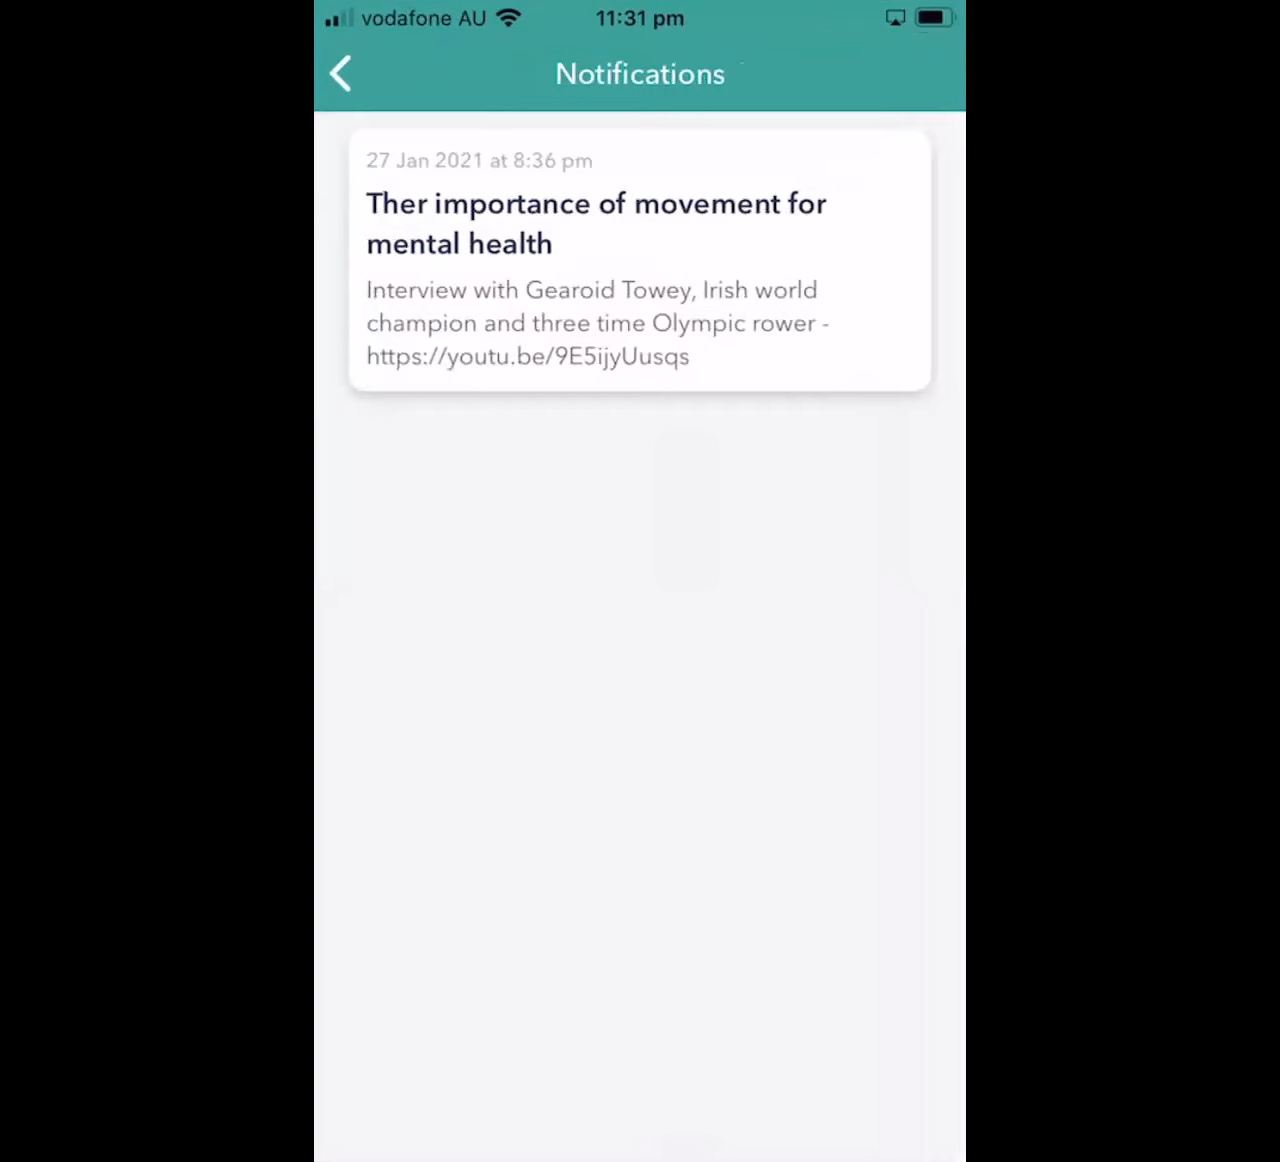 vodafone AU
11:31 pm
Notifications
27 Jan 2021 at 8:36 pm
Ther importance of movement for
mental health
Interview with Gearoid Towey, Irish world
champion and three time Olympic rower -
https://youtu.be/9E5ijyUusqs